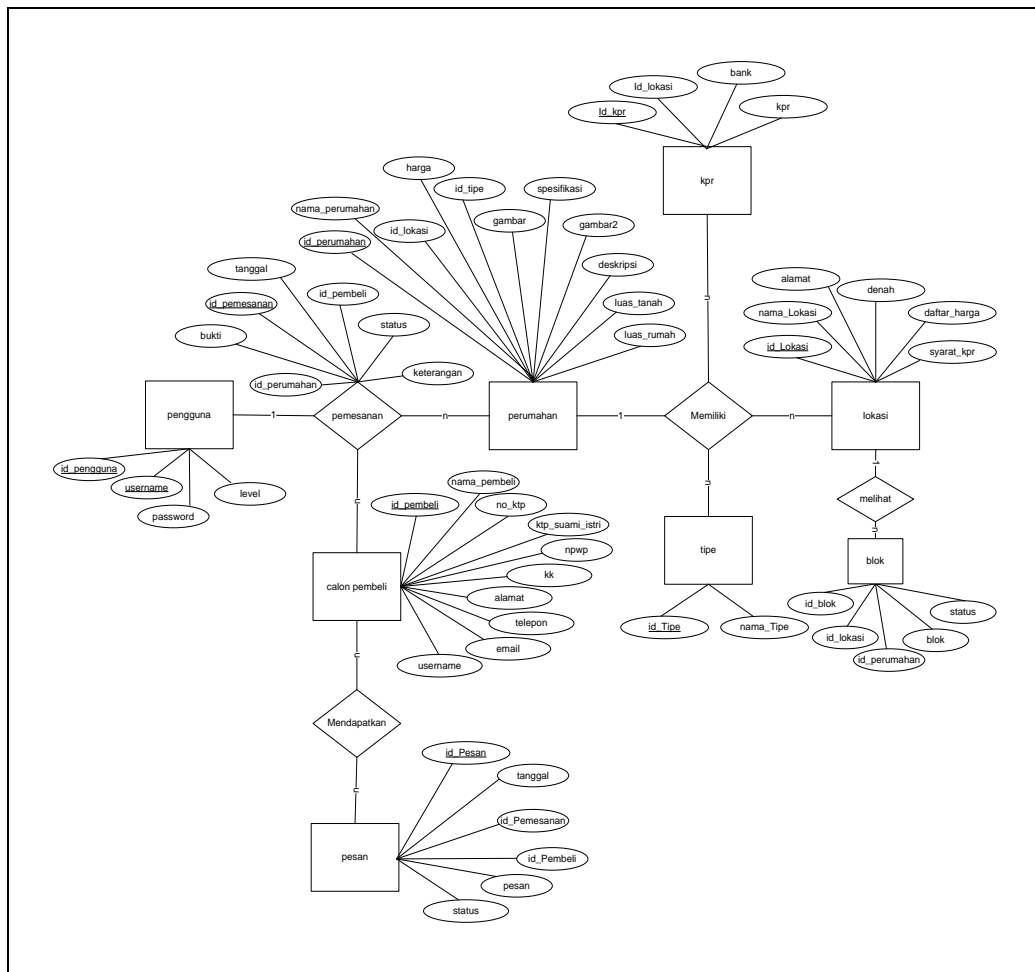 bank
Id_lokasi
Id_kpr
kpr
kpr
harga
id_tipe
spesifikasi
nama_perumahan
gambar
gambar2
id_lokasi
id_perumahan
deskripsi
luas_tanah
luas_rumah
tanggal
id_pembeli
id_pemesanan
status
bukti
keterangan
id_perumahan
alamat
denah
nama_Lokasi
daftar_harga
id_Lokasi
syarat_kpr
n
pengguna
1
pemesanan
n
perumahan
1
Memiliki
n
lokasi
id_pengguna
username
level
password
n
n
1
melihat
n
nama_pembeli
id_pembeli
no_ktp
ktp_suami_istri
npwp
kk
alamat
telepon
email
username
calon pembeli
tipe
id_Tipe
nama_Tipe
blok
id_blok
status
id_lokasi
blok
id_perumahan
n
Mendapatkan
n
id_Pesan
tanggal
id_Pemesanan
id_Pembeli
pesan
status
pesan